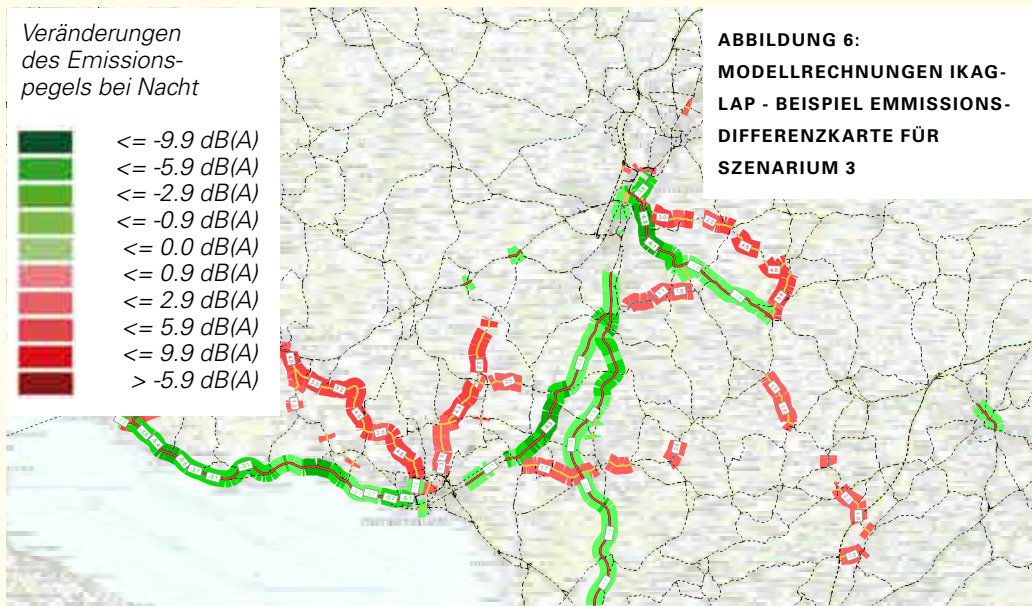 Veränderungen
des Emissions-
pegels bei Nacht
<= -9.9 dB(A)
<= -5.9 dB(A)
<= -2.9 dB(A)
<= -0.9 dB(A)
<= 0.0 dB(A)
<= 0.9 dB(A)
<= 2.9 dB(A)
<= 5.9 dB(A)
<= 9.9 dB(A)
> -5.9 dB(A)
ABBILDUNG 6:
MODELLRECHNUNGEN IKAG-
LAP - BEISPIEL EMMISSIONS-
DIFFERENZKARTE FÜR
SZENARIUM 3